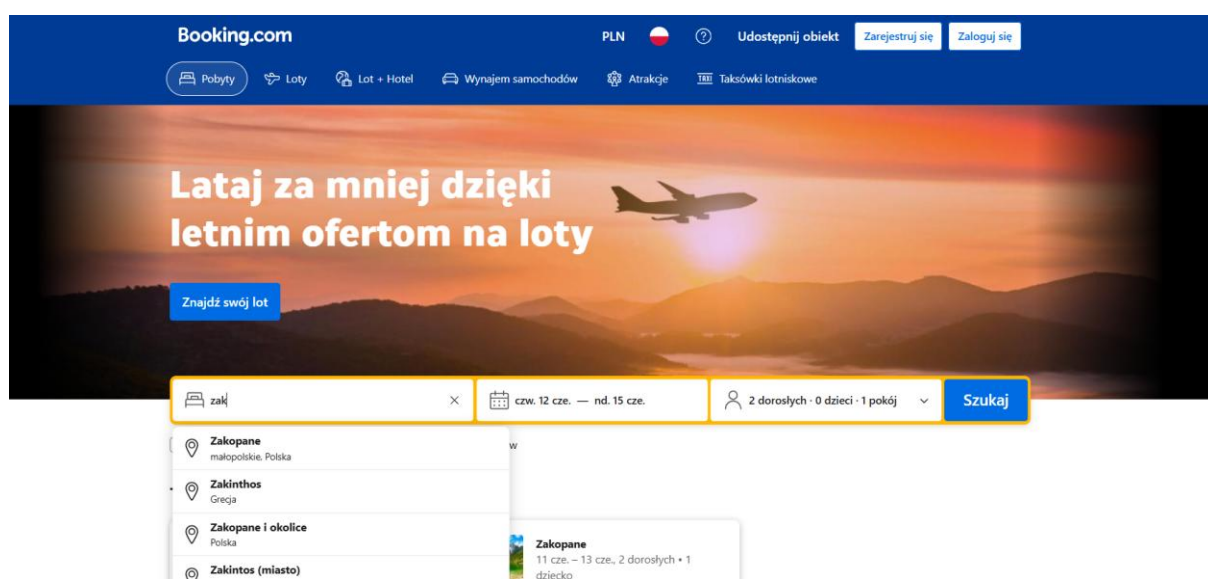 Booking.com
PLN
Udostępnij obiekt
Zarejestruj się
Zaloguj się
Pobyty
Loty
Lot + Hotel
Wynajem samochodów
Atrakcje
TAXI Taksówki lotniskowe
Lataj za mniej dzięki
letnim ofertom na loty
Znajdź swój lot
zak
czw. 12 cze. — nd. 15 cze.
2 dorosłych · 0 dzieci · 1 pokój
Szukaj
Zakopane
małopolskie, Polska
w
Zakinthos
Grecja
Zakopane i okolice
Polska
Zakintos (miasto)
Zakopane
11 cze. – 13 cze., 2 dorosłych • 1
dziecko